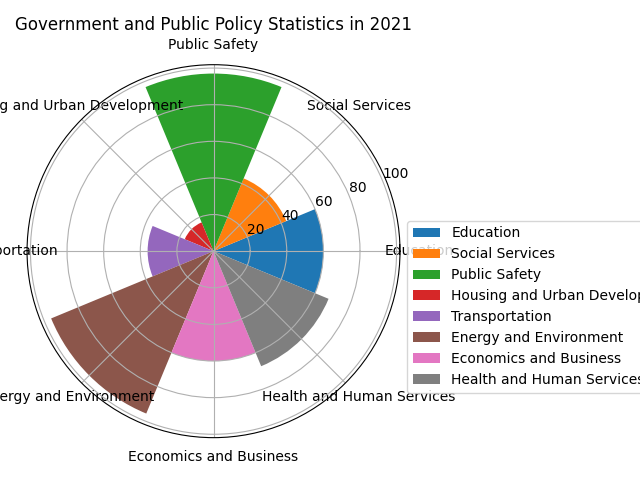 Government and Public Policy Statistics in 2021
Public Safety
g and Urban Development
Social Services
100
80
60
40
20
portation
Education
Education
Social Services
Public Safety
Housing and Urban Develop
Transportation
Energy and Environment
Economics and Business
Health and Human Services
ergy and Environment
Health and Human Services
Economics and Business